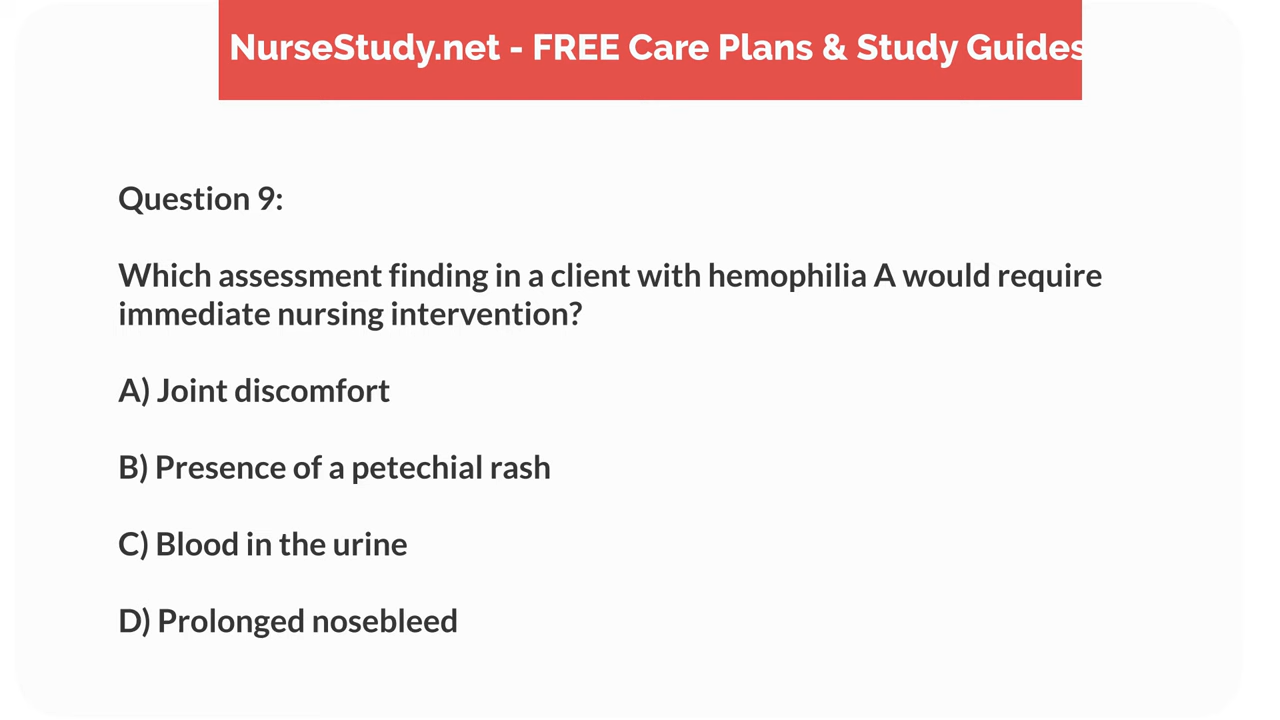 NurseStudy.net - FREE Care Plans & Study Guides
Question 9:
Which assessment finding in a client with hemophilia A would require
immediate nursing intervention?
A) Joint discomfort
B) Presence of a petechial rash
C) Blood in the urine
D) Prolonged nosebleed